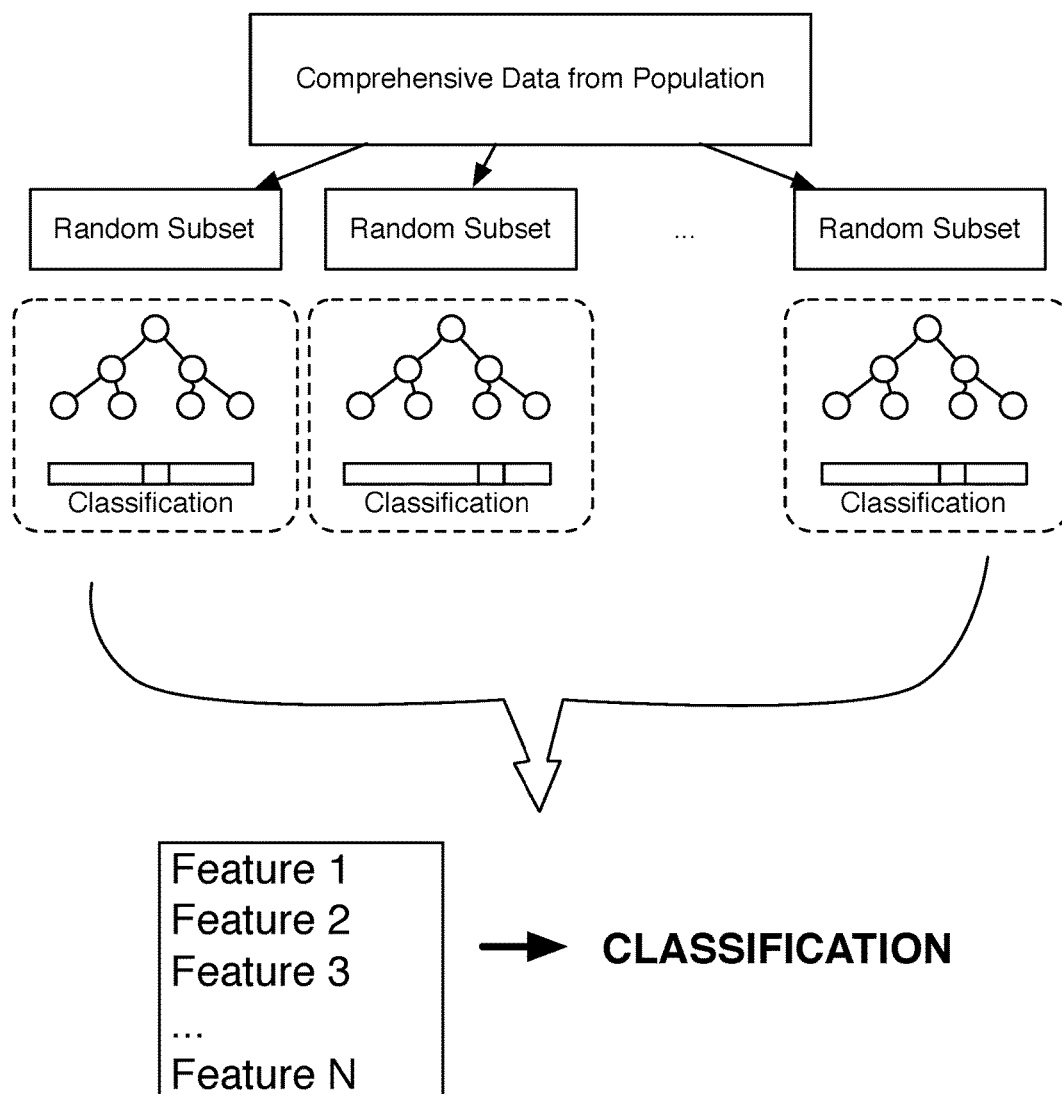 Comprehensive Data from Population
Random Subset
Random Subset
...
Random Subset
Classification
Classification
Classification
Feature 1
Feature 2
Feature 3
...
Feature N
CLASSIFICATION